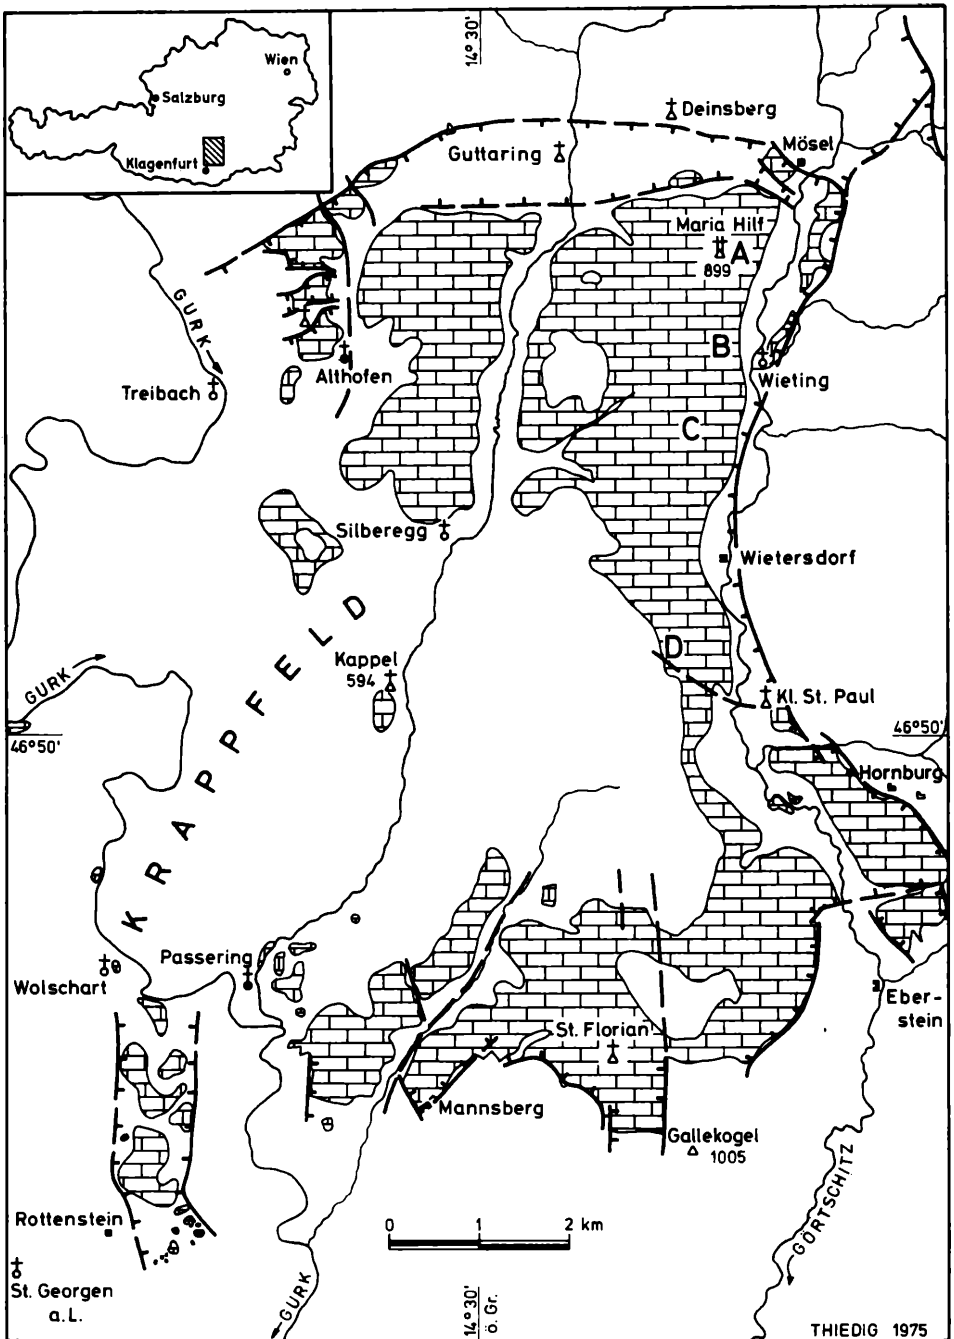 Wien
Salzburg
Klagenfurt
14° 30'
Deinsberg
Guttaring
Mösel
Maria Hilf
A
899
GURK
B
Treibach
Althofen
Wieting
C
Silberegg
Wietersdorf
KRAPPFELD
D
Kappel
594
GURK
Kl. St. Paul
46°50'
46°50'
Hornburg
Passering
Wolschart
Eber-
stein
St. Florian
Mannsberg
Gallekogel
1005
Rottenstein
0 1 2 km
GÖRTSCHITZ
St. Georgen
a.L.
GURK
14° 30'
ö. Gr.
THIEDIG 1975